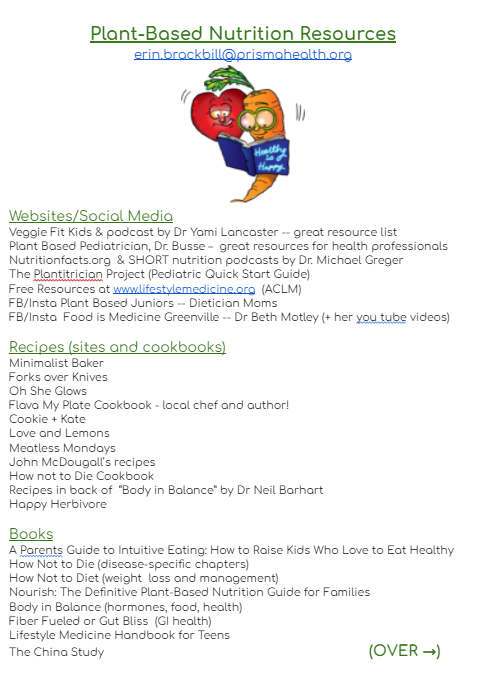 Plant-Based Nutrition Resources
erin.brackbill@prismahealth.org
Healthy is Happy
Websites/Social Media
Veggie Fit Kids & podcast by Dr Yami Lancaster -- great resource list
Plant Based Pediatrician, Dr. Busse – great resources for health professionals
Nutritionfacts.org & SHORT nutrition podcasts by Dr. Michael Greger
The Plantitrician Project (Pediatric Quick Start Guide)
Free Resources at www.lifestylemedicine.org (ACLM)
FB/Insta Plant Based Juniors -- Dietician Moms
FB/Insta Food is Medicine Greenville -- Dr Beth Motley (+ her you tube videos)
Recipes (sites and cookbooks)
Minimalist Baker
Forks over Knives
Oh She Glows
Flava My Plate Cookbook - local chef and author!
Cookie + Kate
Love and Lemons
Meatless Mondays
John McDougall's recipes
How not to Die Cookbook
Recipes in back of "Body in Balance" by Dr Neil Barhart
Happy Herbivore
Books
A Parents Guide to Intuitive Eating: How to Raise Kids Who Love to Eat Healthy
How Not to Die (disease-specific chapters)
How Not to Diet (weight loss and management)
Nourish: The Definitive Plant-Based Nutrition Guide for Families
Body in Balance (hormones, food, health)
Fiber Fueled or Gut Bliss (GI health)
Lifestyle Medicine Handbook for Teens
The China Study (OVER →)